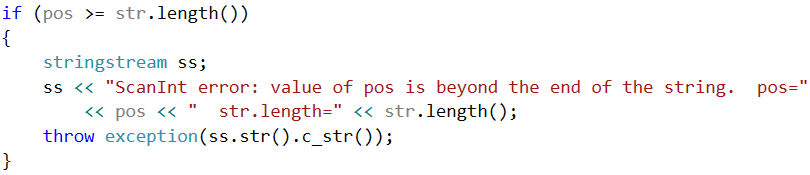 if (pos >= str.length())
{
    stringstream ss;
    ss << "ScanInt error: value of pos is beyond the end of the string.  pos="
        << pos << "  str.length=" << str.length();
    throw exception(ss.str().c_str());
}